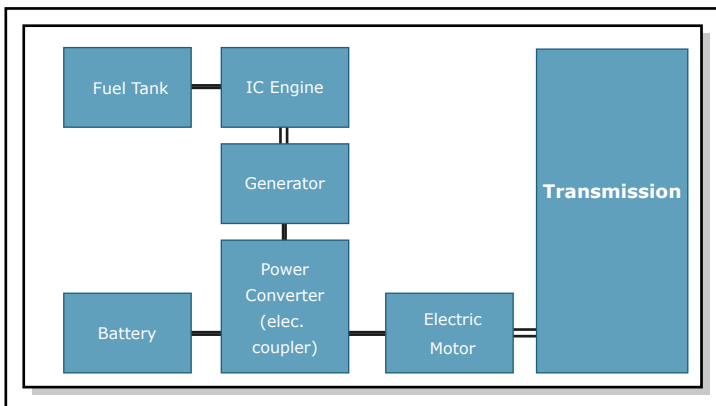 Fuel Tank
IC Engine
Generator
Transmission
Power
Converter
(elec.
coupler)
Battery
Electric
Motor